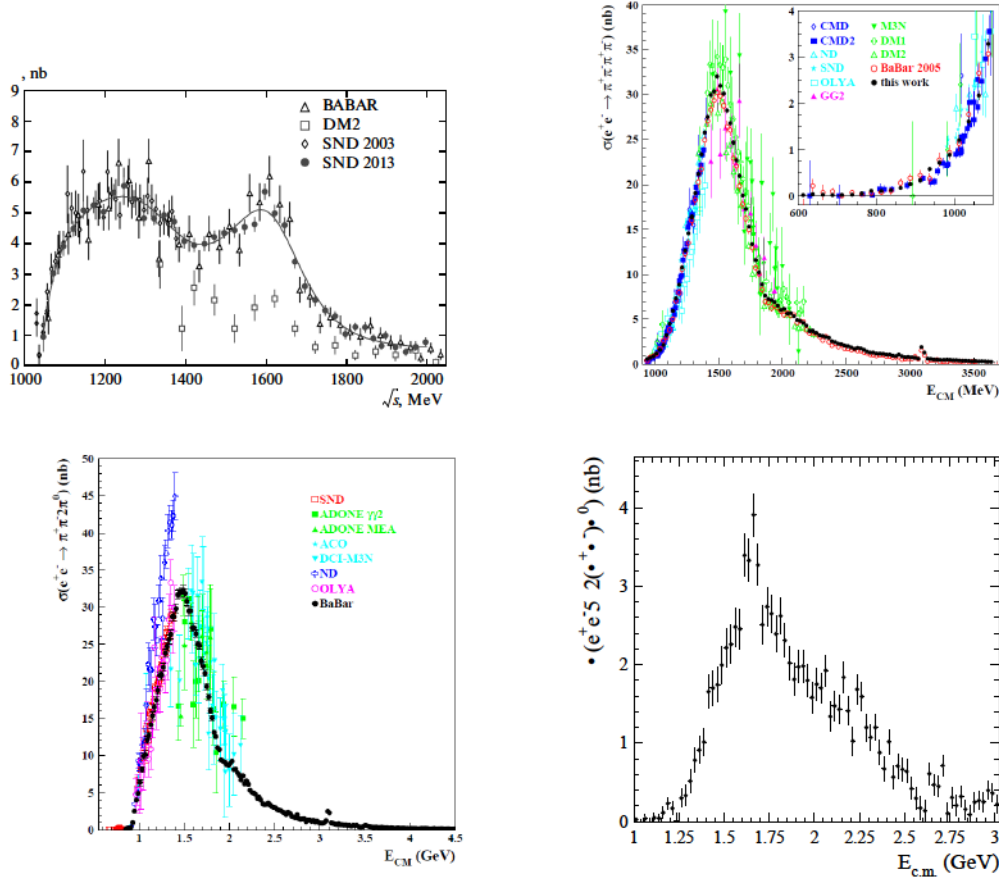 , nb
9
8
7
6
5
4
3
2
1
0
BABAR
DM2
SND 2003
SND 2013
1000 1200 1400 1600 1800 2000
√s, MeV
σ(e⁺e⁻ → π⁺π⁻π⁺π⁻) (nb)
40
35
30
25
20
15
10
5
0
4
3
2
1
0
CMD
CMD2
ND
SND
OLYA
GG2
M3N
DM1
DM2
BaBar 2005
this work
600 800 1000
1000 1500 2000 2500 3000 3500
E_CM (MeV)
σ(e⁺e⁻ → π⁺π⁻2π⁰) (nb)
50
45
40
35
30
25
20
15
10
5
0
SND
ADONE γγ2
ADONE MEA
ACO
DCI-M3N
ND
OLYA
BaBar
1 1.5 2 2.5 3 3.5 4 4.5
E_CM (GeV)
• (e⁺e⁻5 2(•⁺•⁻)•⁰) (nb)
4
3
2
1
0
1 1.25 1.5 1.75 2 2.25 2.5 2.75 3
E_c.m. (GeV)